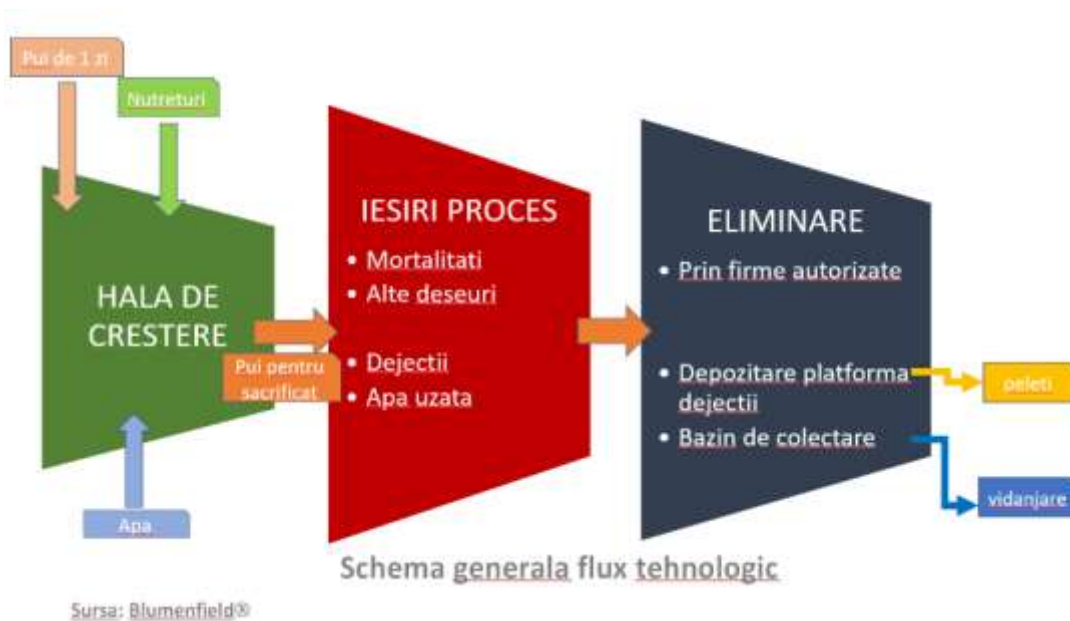 Pui de 1 zi
Nutreturi
HALA DE
CRESTERE
Pui pentru
sacrificat
Apa
IESIRI PROCES
• Mortalitati
• Alte deseuri
• Dejectii
• Apa uzata
ELIMINARE
• Prin firme autorizate
• Depozitare platforma
dejectii
• Bazin de colectare
peleti
vidanjare
Schema generala flux tehnologic
Sursa: Blumenfield®